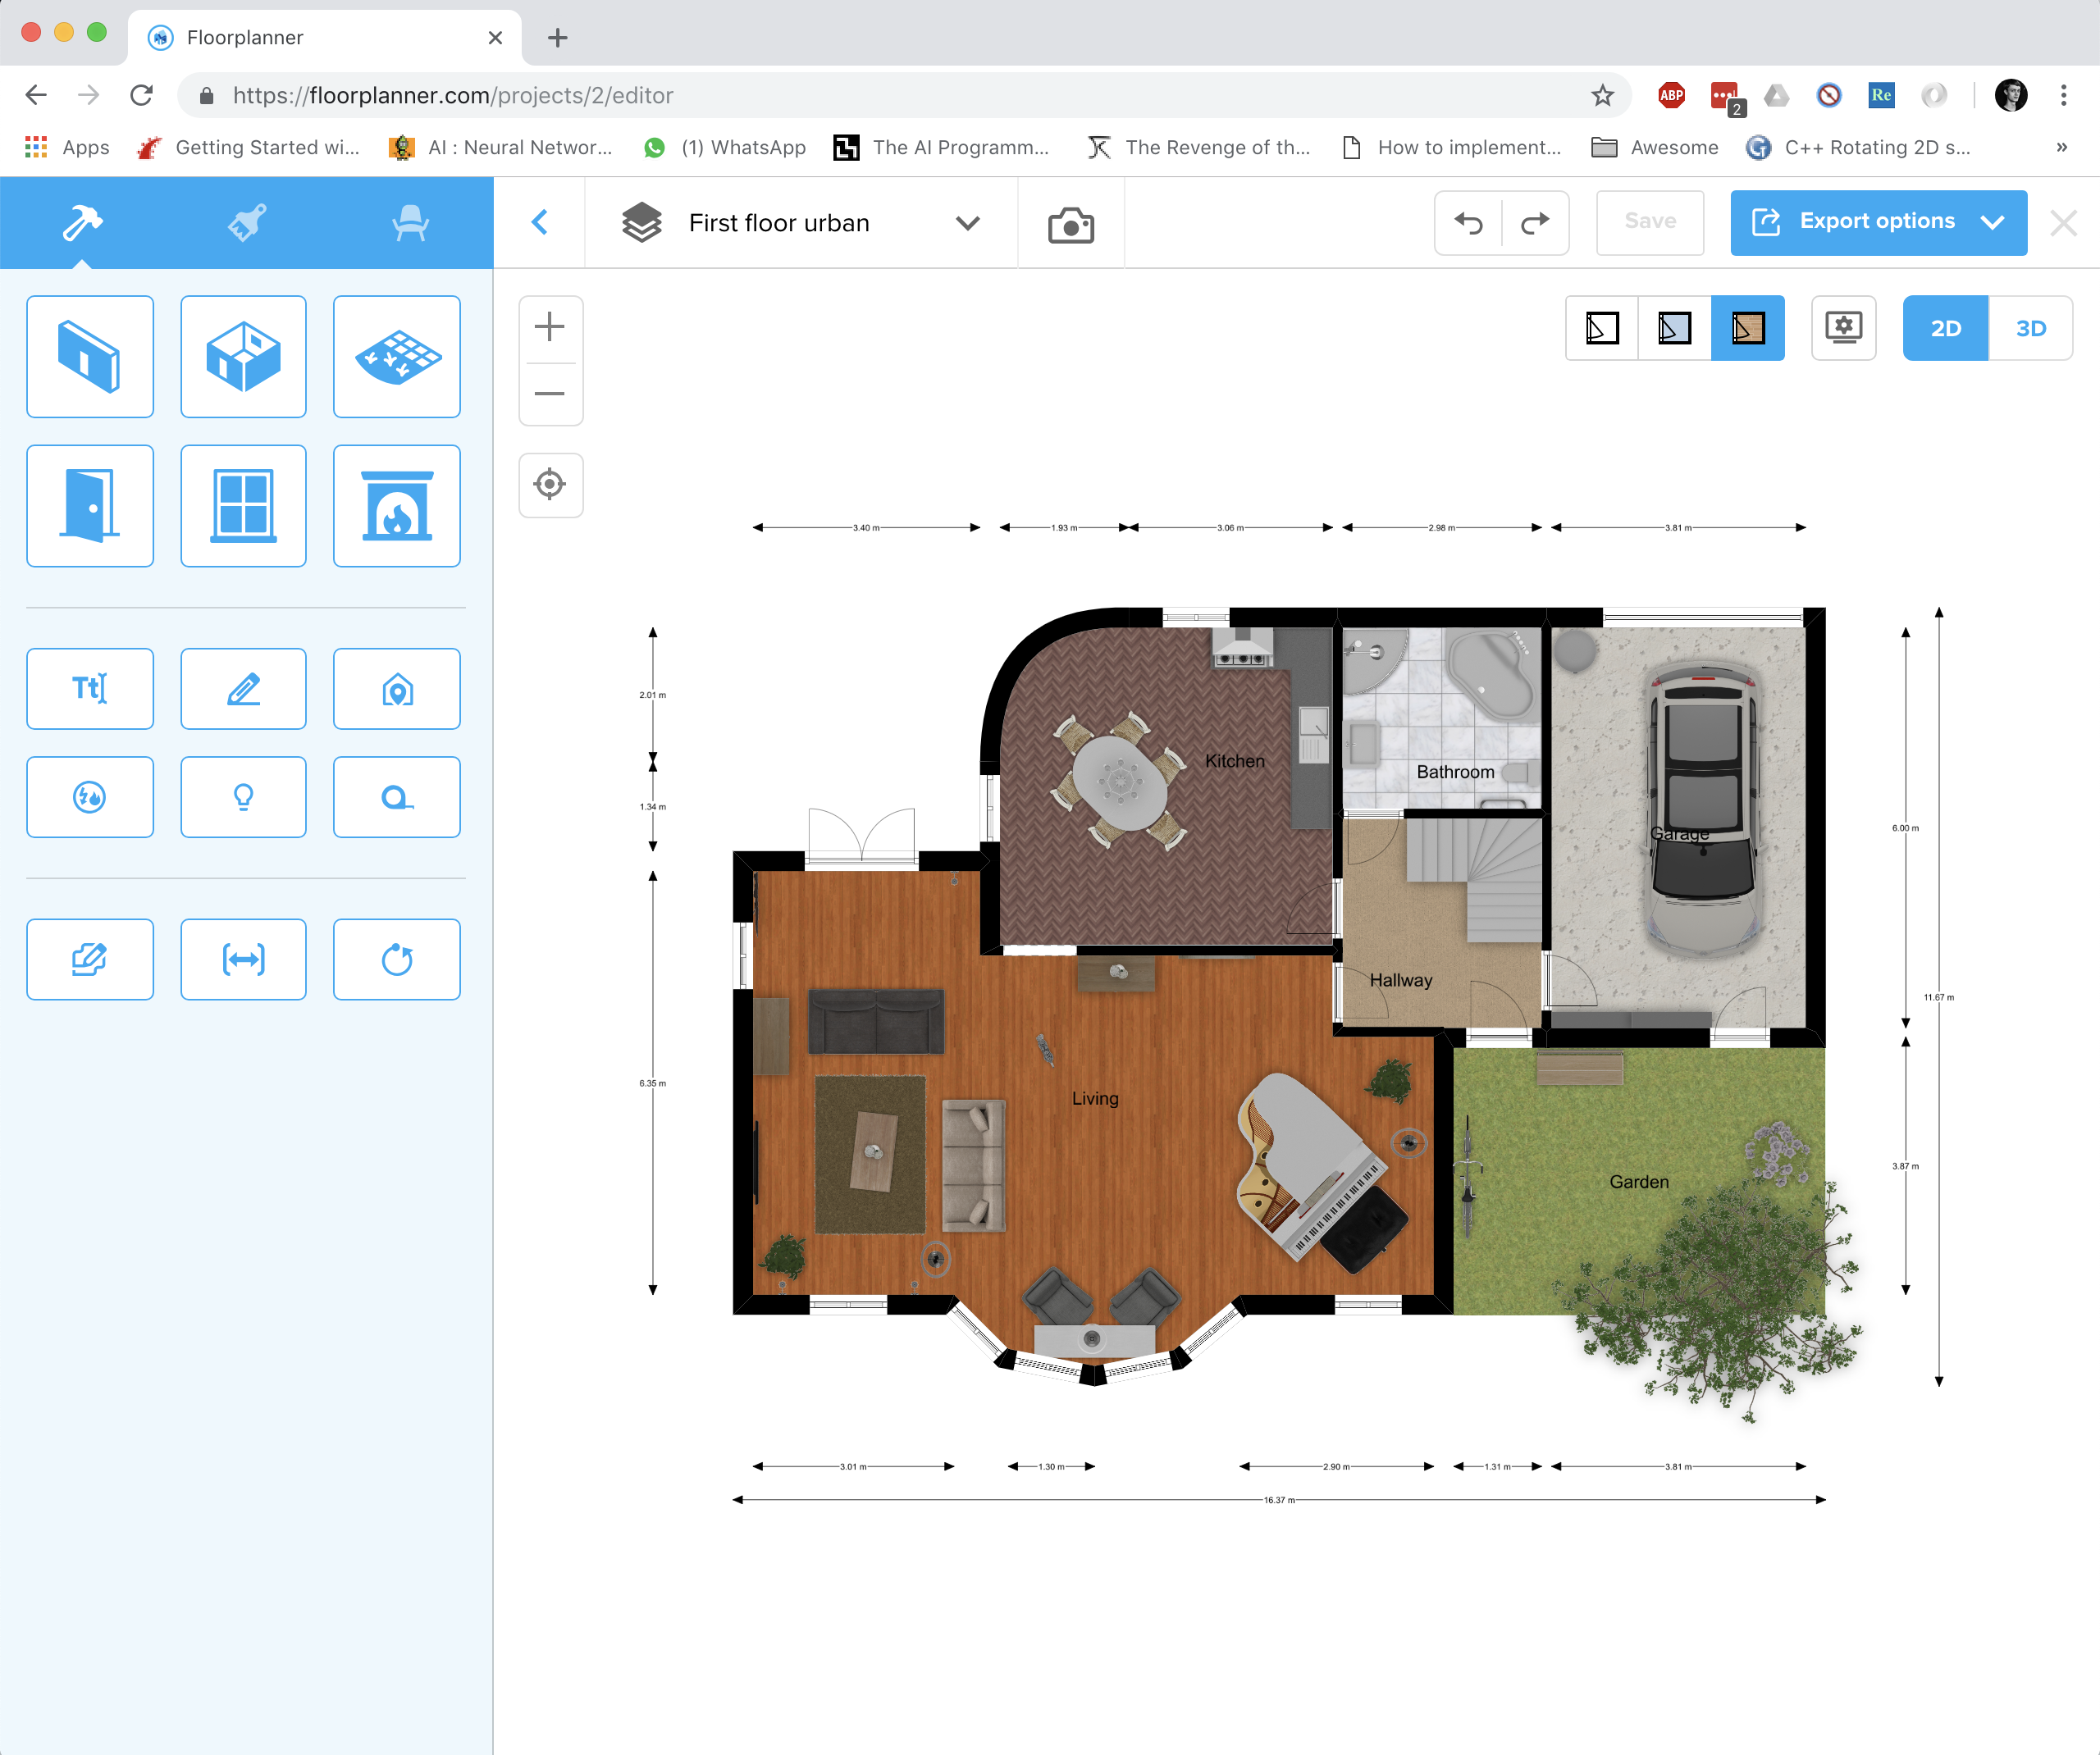 Floorplanner
https://floorplanner.com/projects/2/editor
ABP
2
Re
Apps
Getting Started wi...
AI : Neural Networ...
(1) WhatsApp
The AI Programm...
The Revenge of th...
How to implement...
Awesome
C++ Rotating 2D s...
»
First floor urban
Save
Export options
2D
3D
Tt
3.40 m
1.93 m
3.06 m
2.98 m
3.81 m
2.01 m
Kitchen
Bathroom
1.34 m
Garage
6.00 m
Hallway
11.67 m
6.35 m
Living
3.87 m
Garden
3.01 m
1.30 m
2.90 m
1.31 m
3.81 m
16.37 m